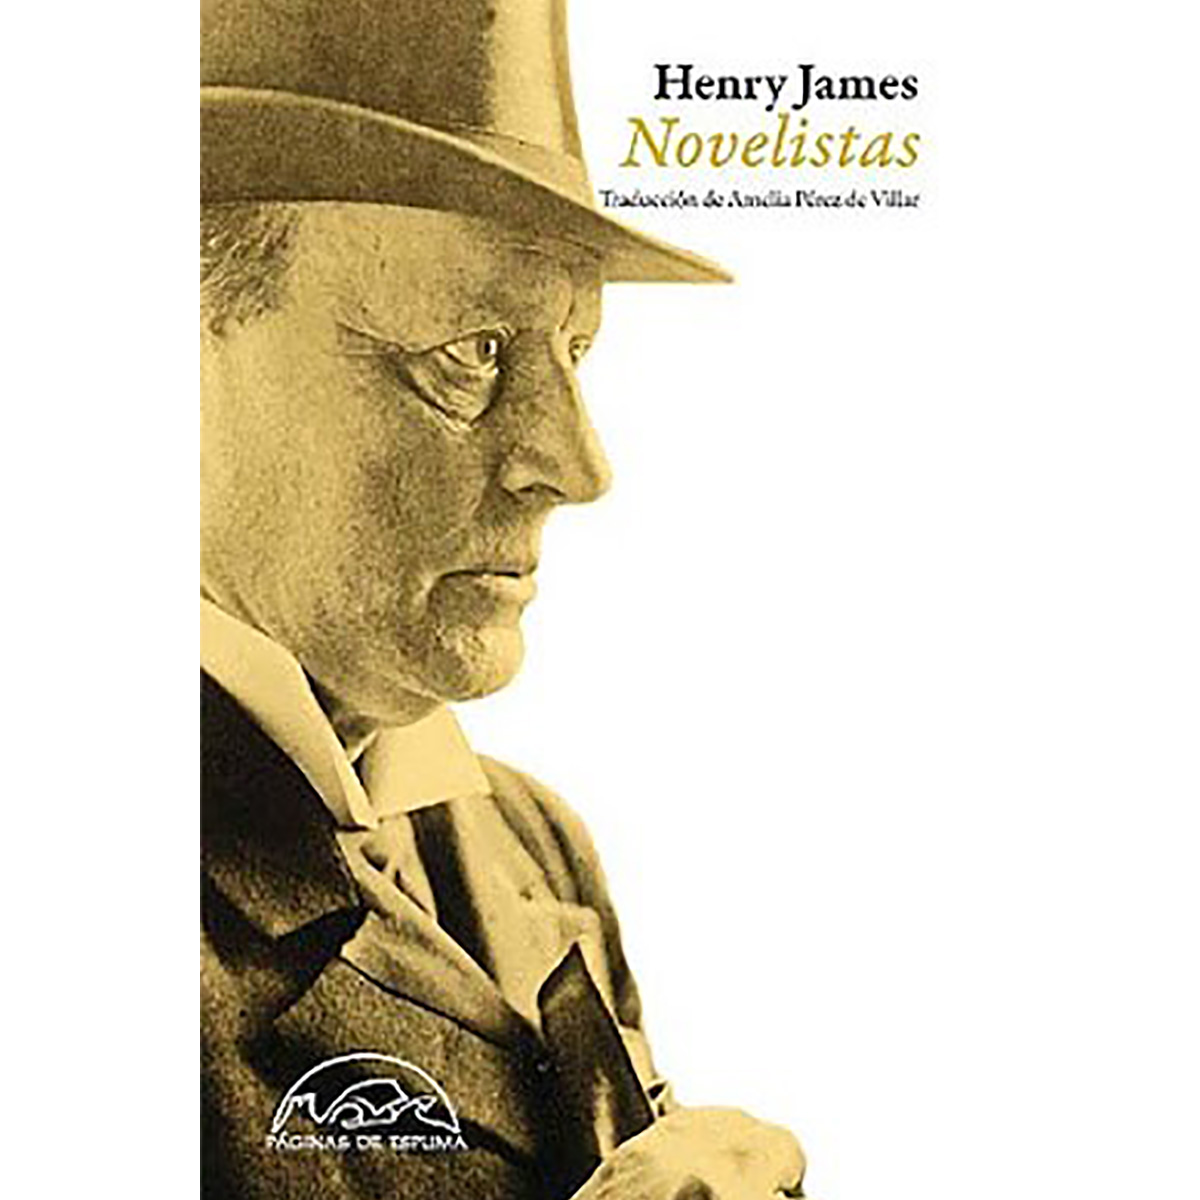 Henry James
Novelistas
Traducción de Amelia Pérez de Villar
PÁGINAS DE ESPUMA